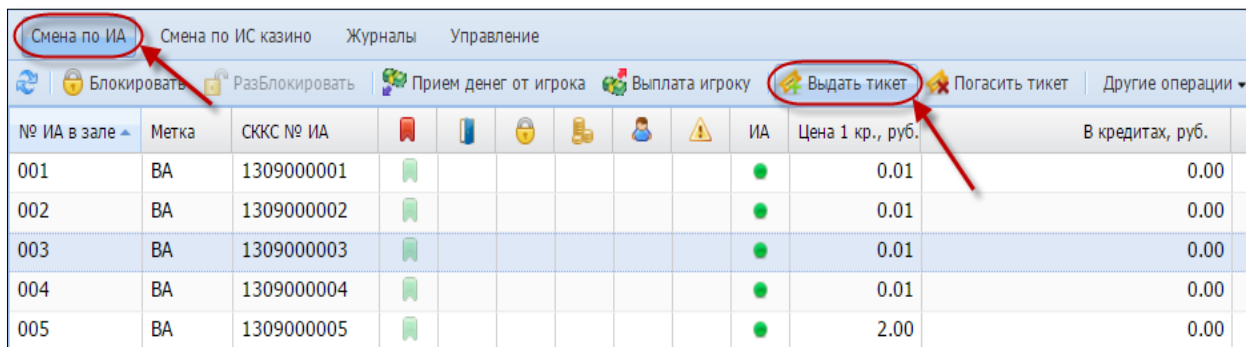 Смена по ИА Смена по ИС казино Журналы Управление
Блокировать РазБлокировать Прием денег от игрока Выплата игроку Выдать тикет Погасить тикет Другие операции
№ ИА в зале Метка СККС № ИА ИА Цена 1 кр., руб. В кредитах, руб.
001 ВА 1309000001 0.01 0.00
002 ВА 1309000002 0.01 0.00
003 ВА 1309000003 0.01 0.00
004 ВА 1309000004 0.01 0.00
005 ВА 1309000005 2.00 0.00